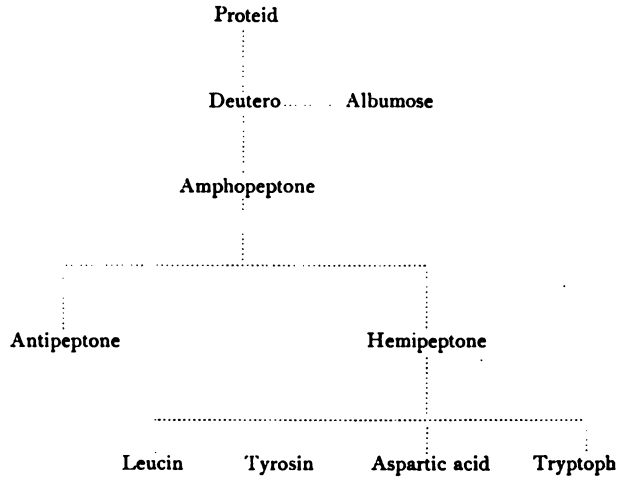 Proteid
Deutero...... Albumose
Amphopeptone
Antipeptone Hemipeptone
Leucin Tyrosin Aspartic acid Tryptoph